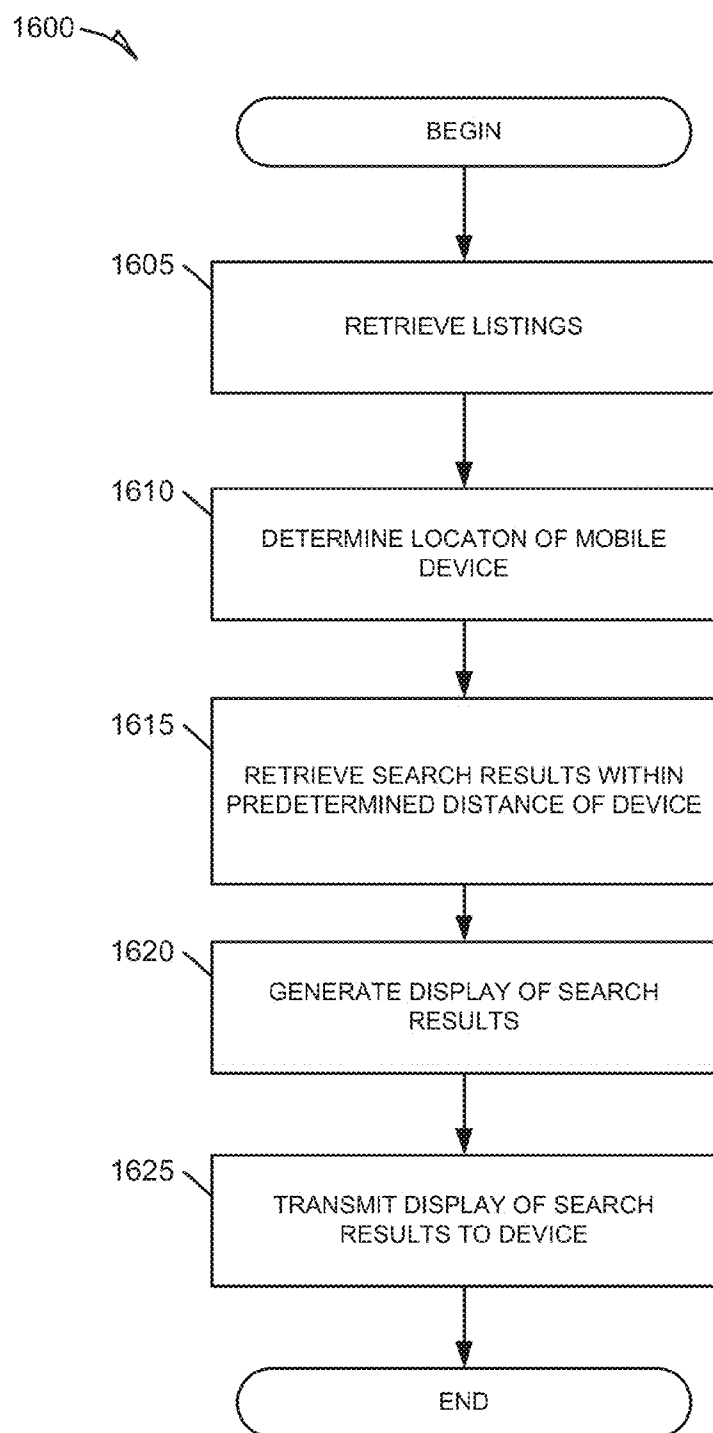 1600
BEGIN
1605
RETRIEVE LISTINGS
1610
DETERMINE LOCATON OF MOBILE
DEVICE
1615
RETRIEVE SEARCH RESULTS WITHIN
PREDETERMINED DISTANCE OF DEVICE
1620
GENERATE DISPLAY OF SEARCH
RESULTS
1625
TRANSMIT DISPLAY OF SEARCH
RESULTS TO DEVICE
END